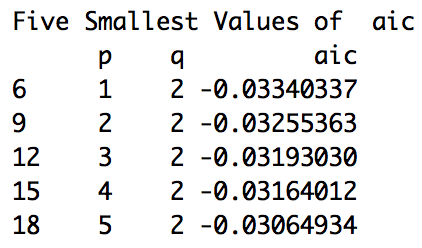 Five Smallest Values of  aic
      p    q         aic
6     1    2 -0.03340337
9     2    2 -0.03255363
12    3    2 -0.03193030
15    4    2 -0.03164012
18    5    2 -0.03064934